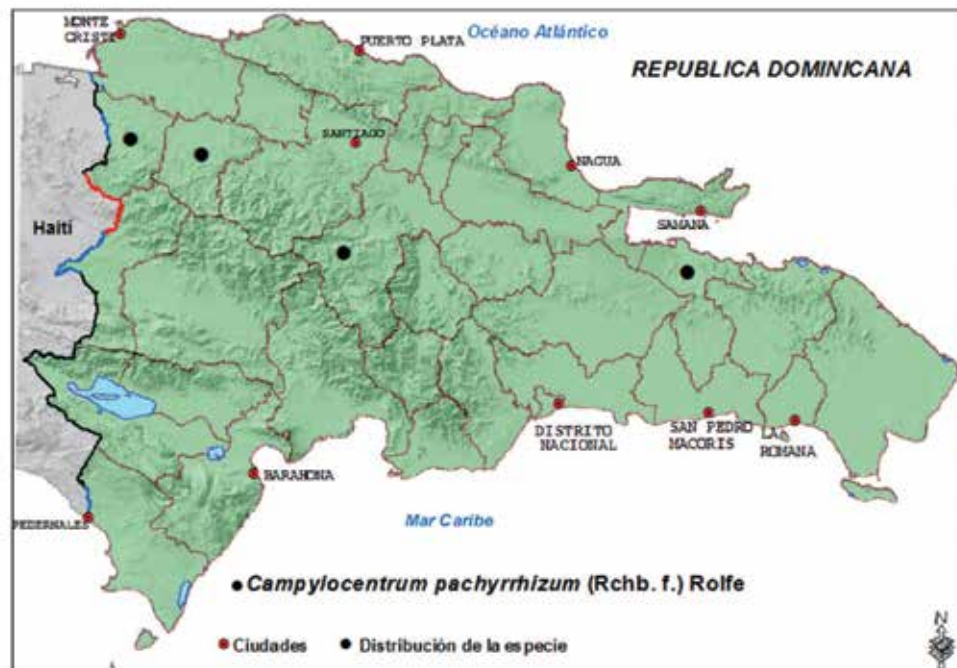 MONTE
CRISTI
PUERTO PLATA
Océano Atlántico
REPUBLICA DOMINICANA
SANTIAGO
NAGUA
SAMANA
Haití
DISTRITO
NACIONAL
SAN PEDRO
MACORIS
LA
ROMANA
BARAHONA
PEDERNALES
Mar Caribe
Campylocentrum pachyrrhizum (Rchb. f.) Rolfe
Ciudades
Distribución de la especie
N